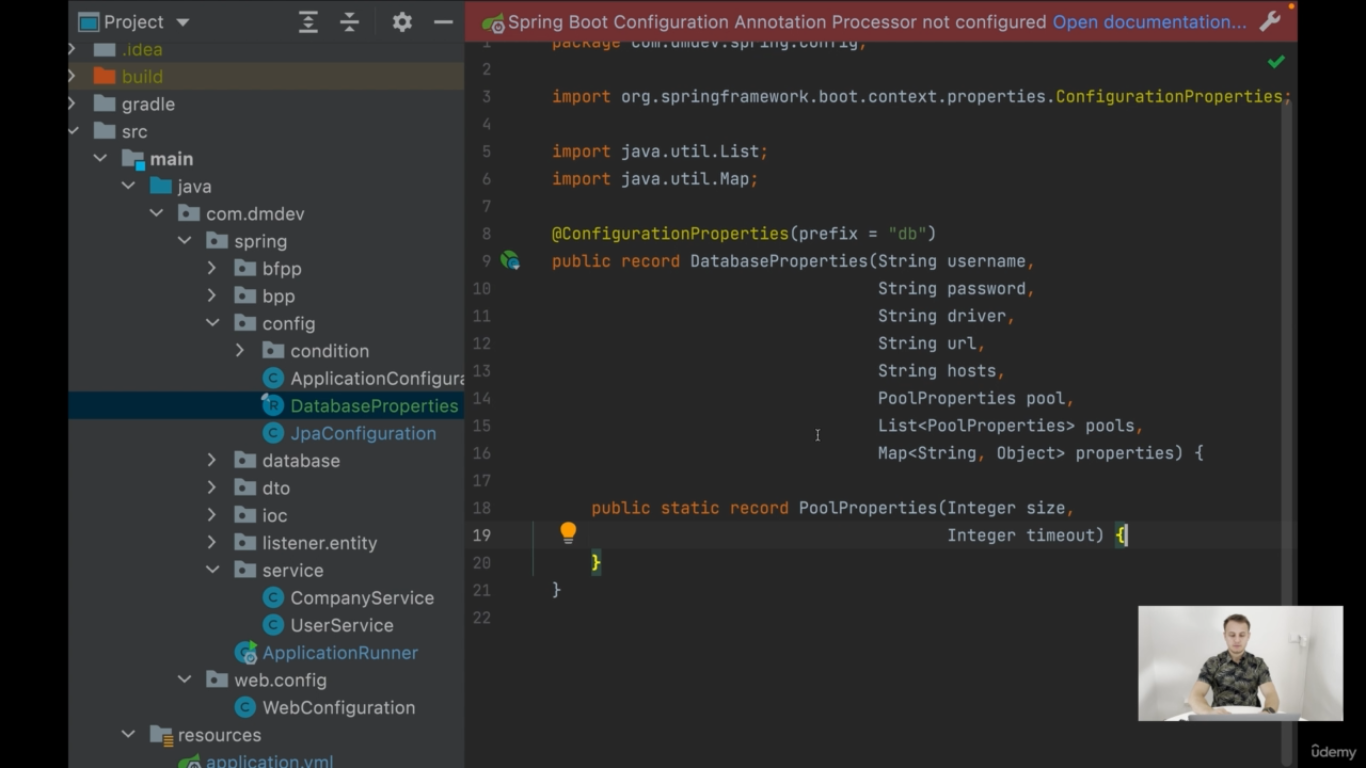 Project
Spring Boot Configuration Annotation Processor not configured Open documentation...
.idea
build
gradle
src
main
java
com.dmdev
spring
bfpp
bpp
config
condition
ApplicationConfigura
DatabaseProperties
JpaConfiguration
database
dto
ioc
listener.entity
service
CompanyService
UserService
ApplicationRunner
web.config
WebConfiguration
resources
application.yml
1 package com.dmdev.spring.config;
2
3 import org.springframework.boot.context.properties.ConfigurationProperties;
4
5 import java.util.List;
6 import java.util.Map;
7
8 @ConfigurationProperties(prefix = "db")
9 public record DatabaseProperties(String username,
10 String password,
11 String driver,
12 String url,
13 String hosts,
14 PoolProperties pool,
15 List<PoolProperties> pools,
16 Map<String, Object> properties) {
17
18 public static record PoolProperties(Integer size,
19 Integer timeout) {
20 }
21 }
22
udemy